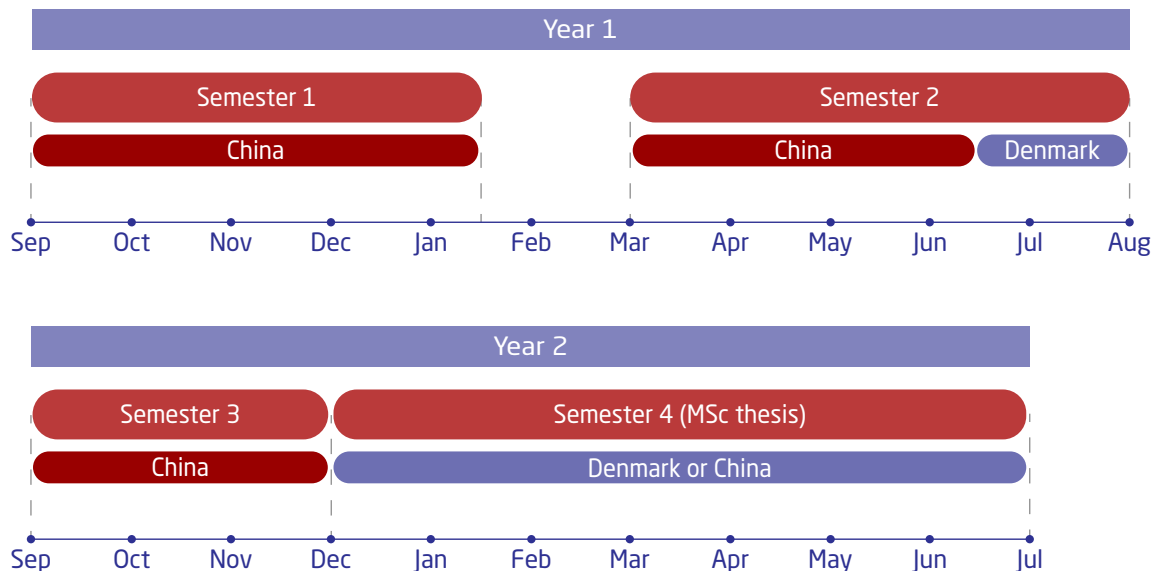 Year 1
Semester 1 Semester 2
China China Denmark
Sep Oct Nov Dec Jan Feb Mar Apr May Jun Jul Aug
Year 2
Semester 3 Semester 4 (MSc thesis)
China Denmark or China
Sep Oct Nov Dec Jan Feb Mar Apr May Jun Jul